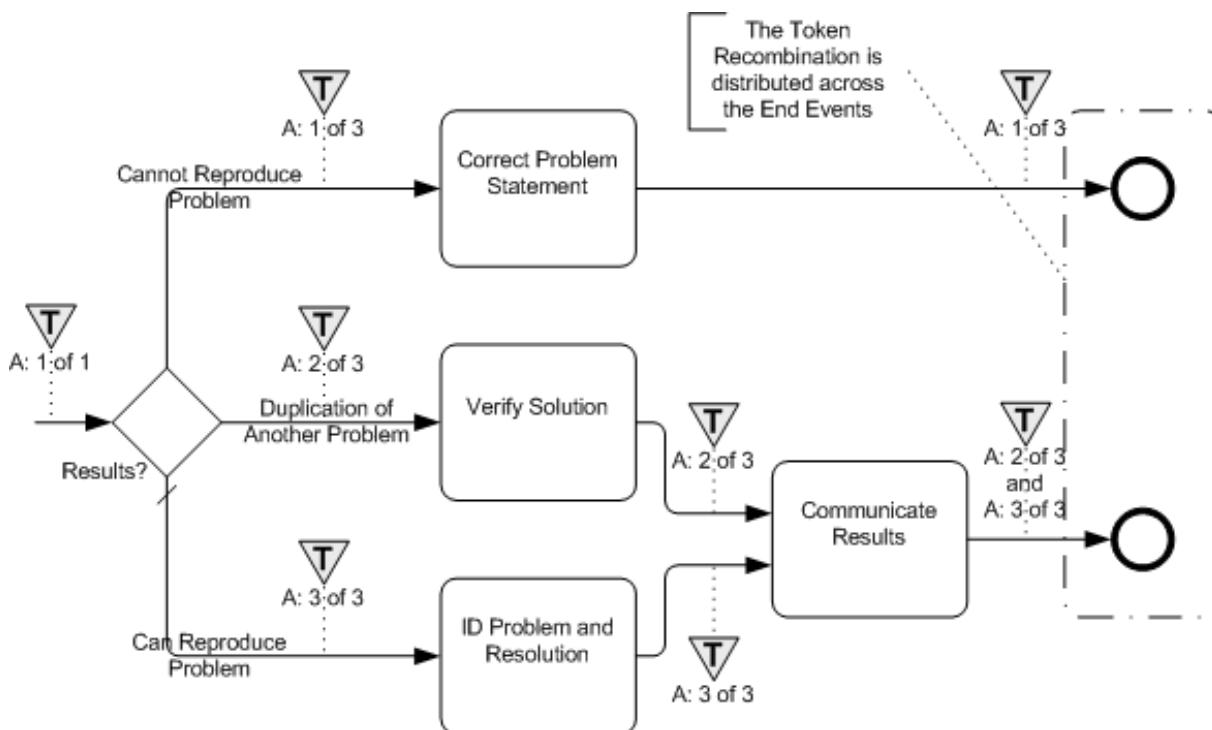 The Token
Recombination is
distributed across
the End Events
T
A: 1 of 3
T
A: 1 of 3
Cannot Reproduce
Problem
Correct Problem
Statement
T
A: 1 of 1
T
A: 2 of 3
Duplication of
Another Problem
Results?
Verify Solution
T
A: 2 of 3
T
A: 2 of 3
and
A: 3 of 3
Communicate
Results
T
A: 3 of 3
Can Reproduce
Problem
ID Problem and
Resolution
T
A: 3 of 3